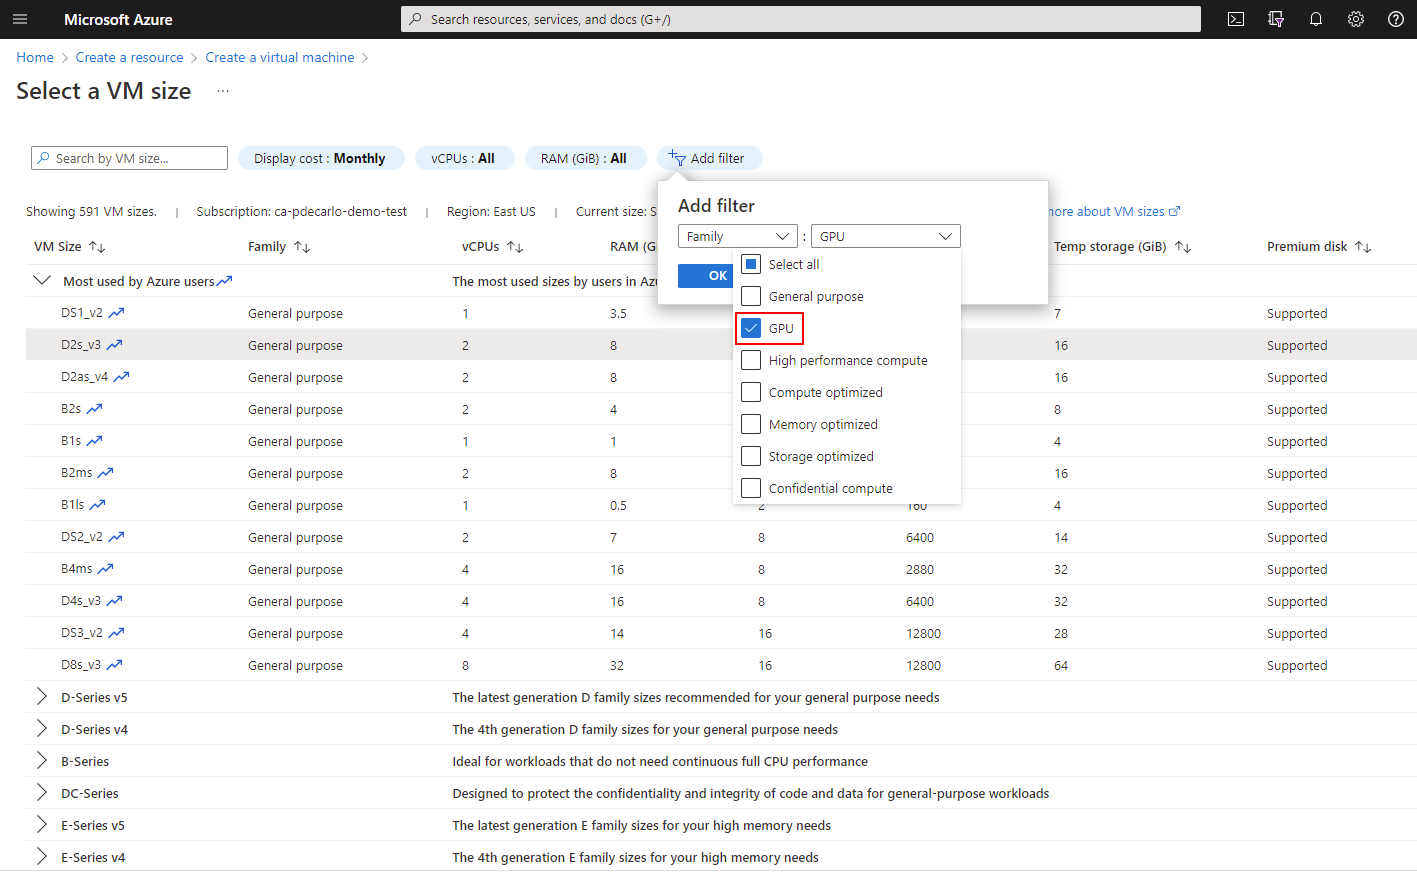 Microsoft Azure
Search resources, services, and docs (G+/)
Home > Create a resource > Create a virtual machine >
Select a VM size ...
Search by VM size...
Display cost : Monthly
vCPUs : All
RAM (GiB) : All
Add filter
Showing 591 VM sizes. | Subscription: ca-pdecarlo-demo-test | Region: East US | Current size: S
more about VM sizes
Add filter
Family : GPU
OK
Select all
General purpose
GPU
High performance compute
Compute optimized
Memory optimized
Storage optimized
Confidential compute
VM Size Family vCPUs RAM (G Temp storage (GiB) Premium disk
Most used by Azure users The most used sizes by users in Az
DS1_v2 General purpose 1 3.5 7 Supported
D2s_v3 General purpose 2 8 16 Supported
D2as_v4 General purpose 2 8 16 Supported
B2s General purpose 2 4 8 Supported
B1s General purpose 1 1 4 Supported
B2ms General purpose 2 8 16 Supported
B1ls General purpose 1 0.5 2 160 4 Supported
DS2_v2 General purpose 2 7 8 6400 14 Supported
B4ms General purpose 4 16 8 2880 32 Supported
D4s_v3 General purpose 4 16 8 6400 32 Supported
DS3_v2 General purpose 4 14 16 12800 28 Supported
D8s_v3 General purpose 8 32 16 12800 64 Supported
D-Series v5 The latest generation D family sizes recommended for your general purpose needs
D-Series v4 The 4th generation D family sizes for your general purpose needs
B-Series Ideal for workloads that do not need continuous full CPU performance
DC-Series Designed to protect the confidentiality and integrity of code and data for general-purpose workloads
E-Series v5 The latest generation E family sizes for your high memory needs
E-Series v4 The 4th generation E family sizes for your high memory needs